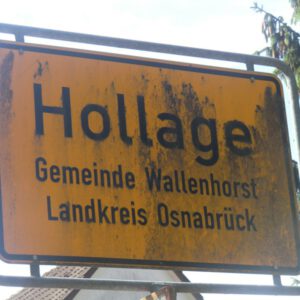 Hollage
Gemeinde Wallenhorst
Landkreis Osnabrück